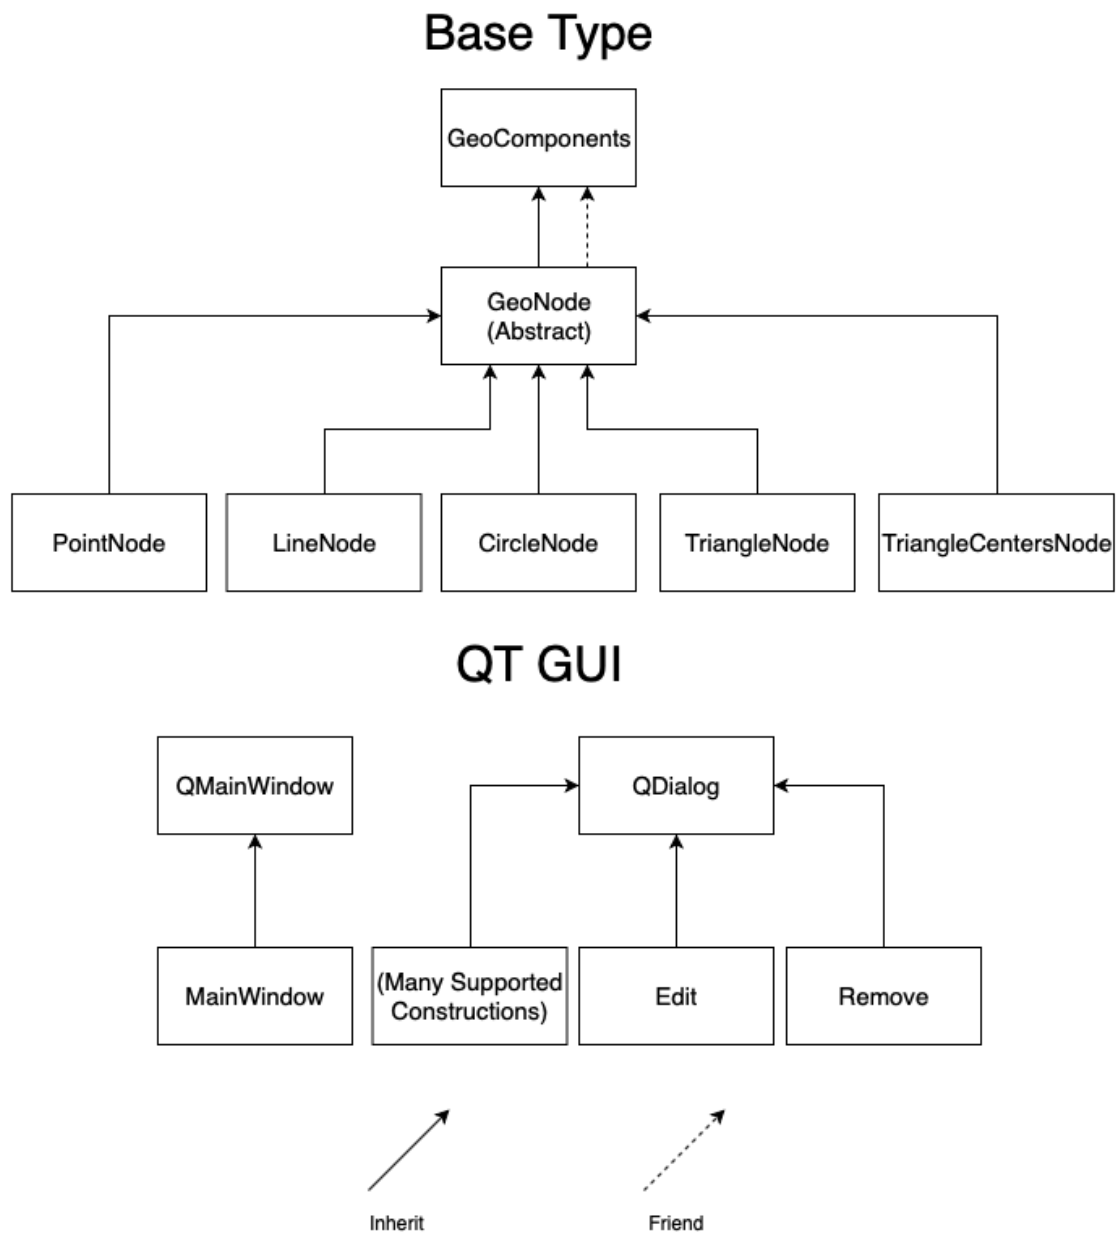 Base Type
GeoComponents
GeoNode
(Abstract)
PointNode
LineNode
CircleNode
TriangleNode
TriangleCentersNode
QT GUI
QMainWindow
QDialog
MainWindow
(Many Supported
Constructions)
Edit
Remove
Inherit
Friend